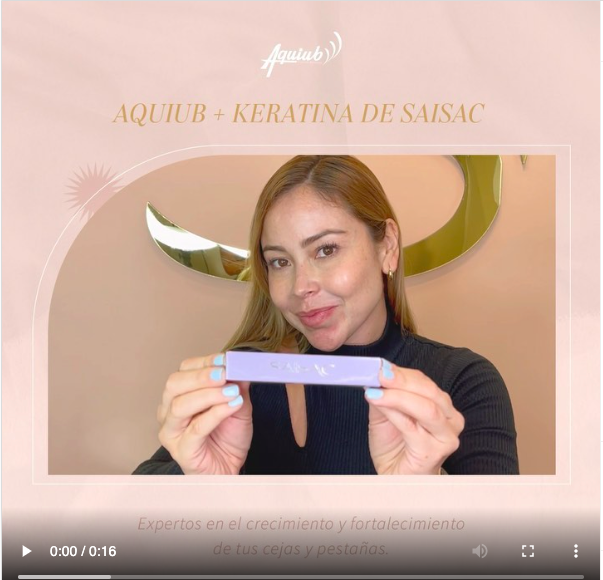 Aquiub
AQUIUB + KERATINA DE SAISAC
Expertos en el crecimiento y fortalecimiento
de tus cejas y pestañas.
0:00 / 0:16